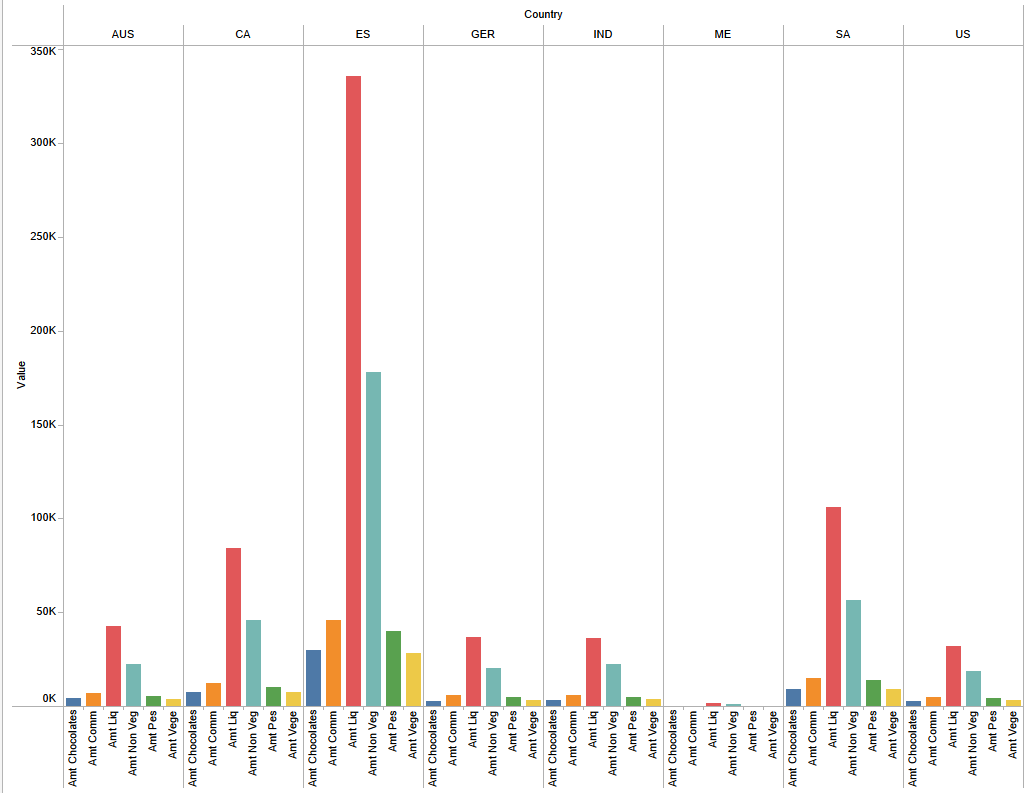 Country
AUS CA ES GER IND ME SA US
350K
300K
250K
200K
150K
100K
50K
0K
Value
Amt Chocolates Amt Comm Amt Liq Amt Non Veg Amt Pes Amt Vege Amt Chocolates Amt Comm Amt Liq Amt Non Veg Amt Pes Amt Vege Amt Chocolates Amt Comm Amt Liq Amt Non Veg Amt Pes Amt Vege Amt Chocolates Amt Comm Amt Liq Amt Non Veg Amt Pes Amt Vege Amt Chocolates Amt Comm Amt Liq Amt Non Veg Amt Pes Amt Vege Amt Chocolates Amt Comm Amt Liq Amt Non Veg Amt Pes Amt Vege Amt Chocolates Amt Comm Amt Liq Amt Non Veg Amt Pes Amt Vege Amt Chocolates Amt Comm Amt Liq Amt Non Veg Amt Pes Amt Vege